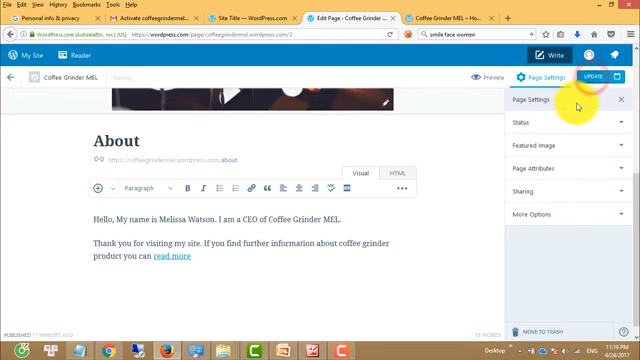 File Edit View History Bookmarks Tools Help
Personal info & privacy
Activate coffeegrindermel...
Site Title — WordPress.com
Edit Page ‹ Coffee Grinder
Coffee Grinder MEL – Ho...
WordPress.com (Automattic, Inc.) (US)
https://wordpress.com/page/coffeegrindermel.wordpress.com/2
smile face women
My Site
Reader
Write
Coffee Grinder MEL
Saving...
Preview
Page Settings
UPDATE
Page Settings
Status
Featured Image
Page Attributes
Sharing
More Options
MOVE TO TRASH
About
https://coffeegrindermel.wordpress.com/about
Visual
HTML
Paragraph
B I
ABC
Hello, My name is Melissa Watson. I am a CEO of Coffee Grinder MEL.
Thank you for visiting my site. If you find further information about coffee grinder
product you can read more
PUBLISHED 11 MINUTES AGO
Desktop
11:19 PM
4/24/2017